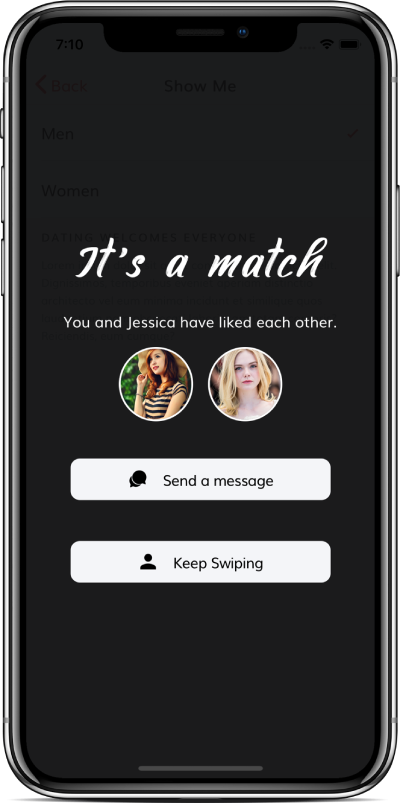 7:10
Back
Show Me
Men
Women
DATING WELCOMES EVERYONE
It's a match
You and Jessica have liked each other.
Send a message
Keep Swiping